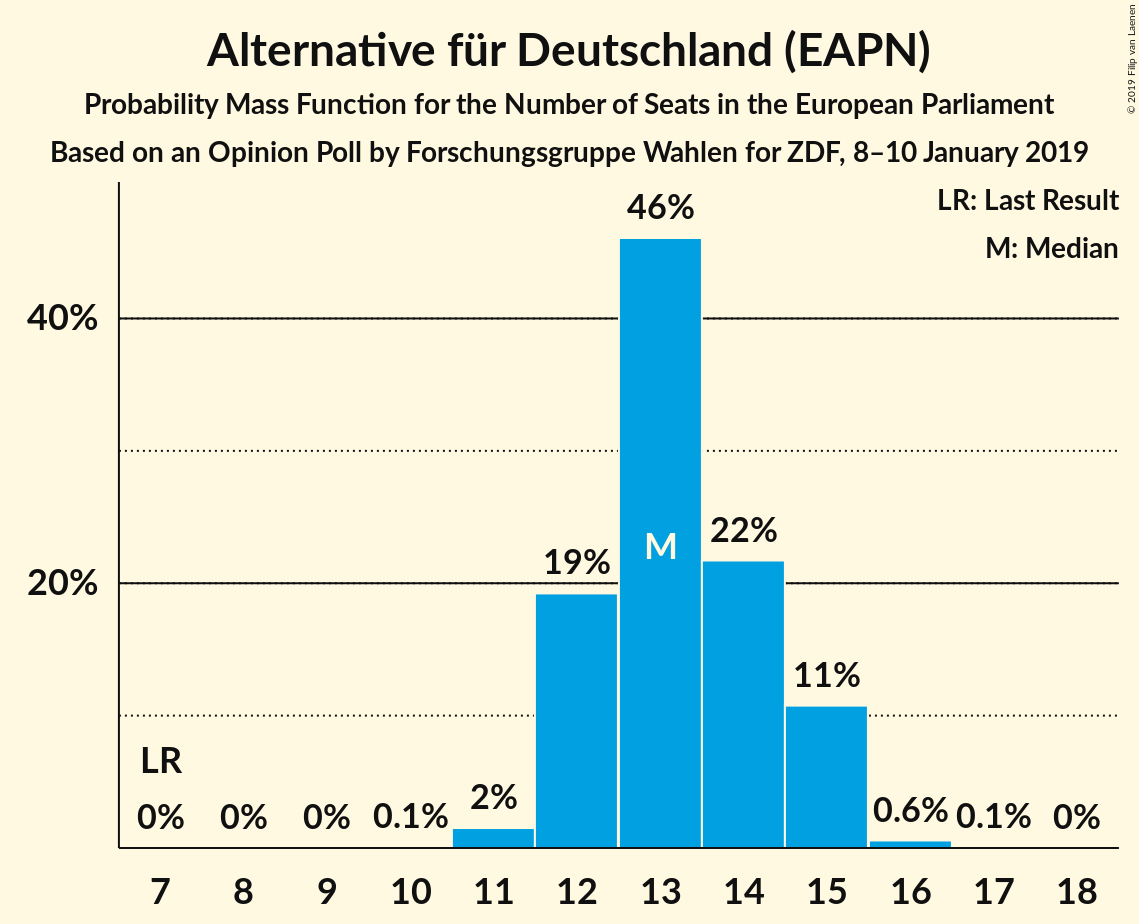 Alternative für Deutschland (EAPN)
Probability Mass Function for the Number of Seats in the European Parliament
Based on an Opinion Poll by Forschungsgruppe Wahlen for ZDF, 8–10 January 2019
© 2019 Filip van Laenen
LR: Last Result
M: Median
46%
40%
M
22%
19%
20%
11%
LR
2%
0% 0% 0% 0.1% 0.6% 0.1% 0%
7 8 9 10 11 12 13 14 15 16 17 18